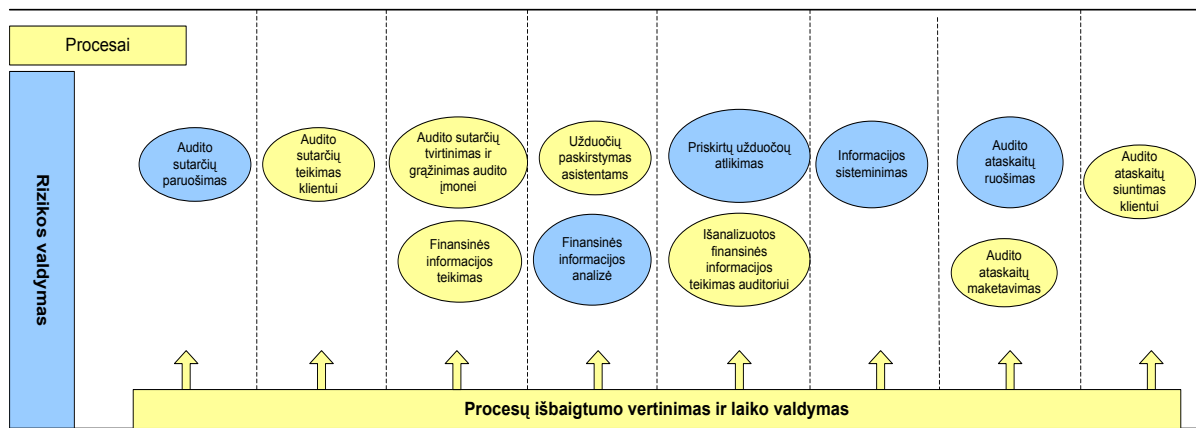 Procesai
Rizikos valdymas
Audito
sutarčių
paruošimas
Audito
sutarčių
teikimas
klientui
Audito sutarčių
tvirtinimas ir
grąžinimas audito
įmonei
Užduočių
paskirstymas
asistentams
Priskirtų užduočoų
atlikimas
Informacijos
sisteminimas
Audito
ataskaitų
ruošimas
Audito
ataskaitų
siuntimas
klientui
Finansinės
informacijos
teikimas
Finansinės
informacijos
analizė
Išanalizuotos
finansinės
informacijos
teikimas auditoriui
Audito
ataskaitų
maketavimas
Procesų išbaigtumo vertinimas ir laiko valdymas